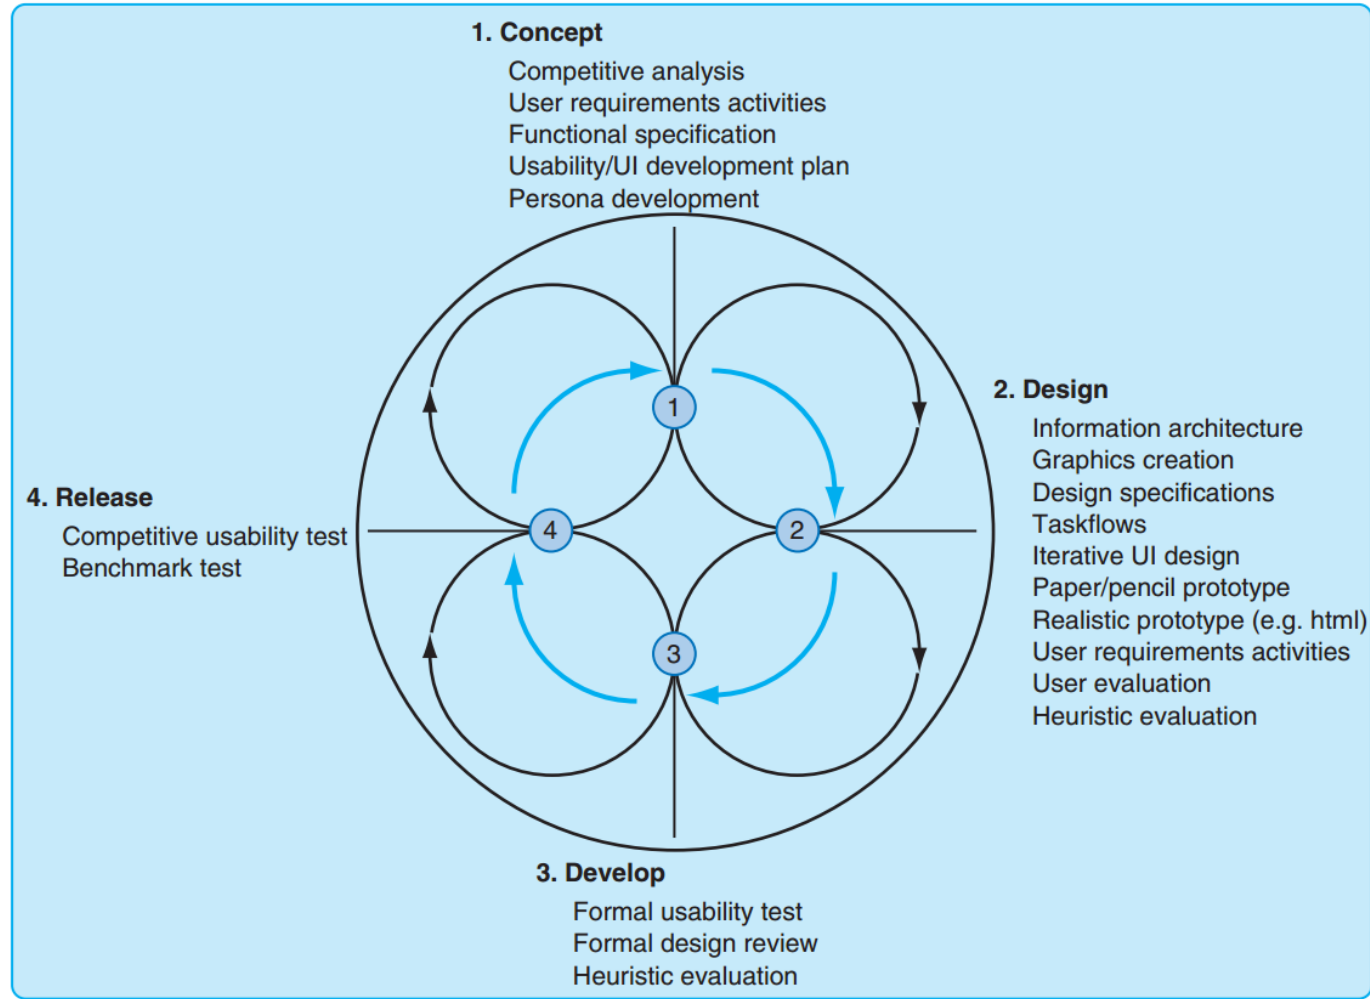 1. Concept
Competitive analysis
User requirements activities
Functional specification
Usability/UI development plan
Persona development
1
2. Design
Information architecture
Graphics creation
Design specifications
Taskflows
Iterative UI design
Paper/pencil prototype
Realistic prototype (e.g. html)
User requirements activities
User evaluation
Heuristic evaluation
2
3
3. Develop
Formal usability test
Formal design review
Heuristic evaluation
4
4. Release
Competitive usability test
Benchmark test